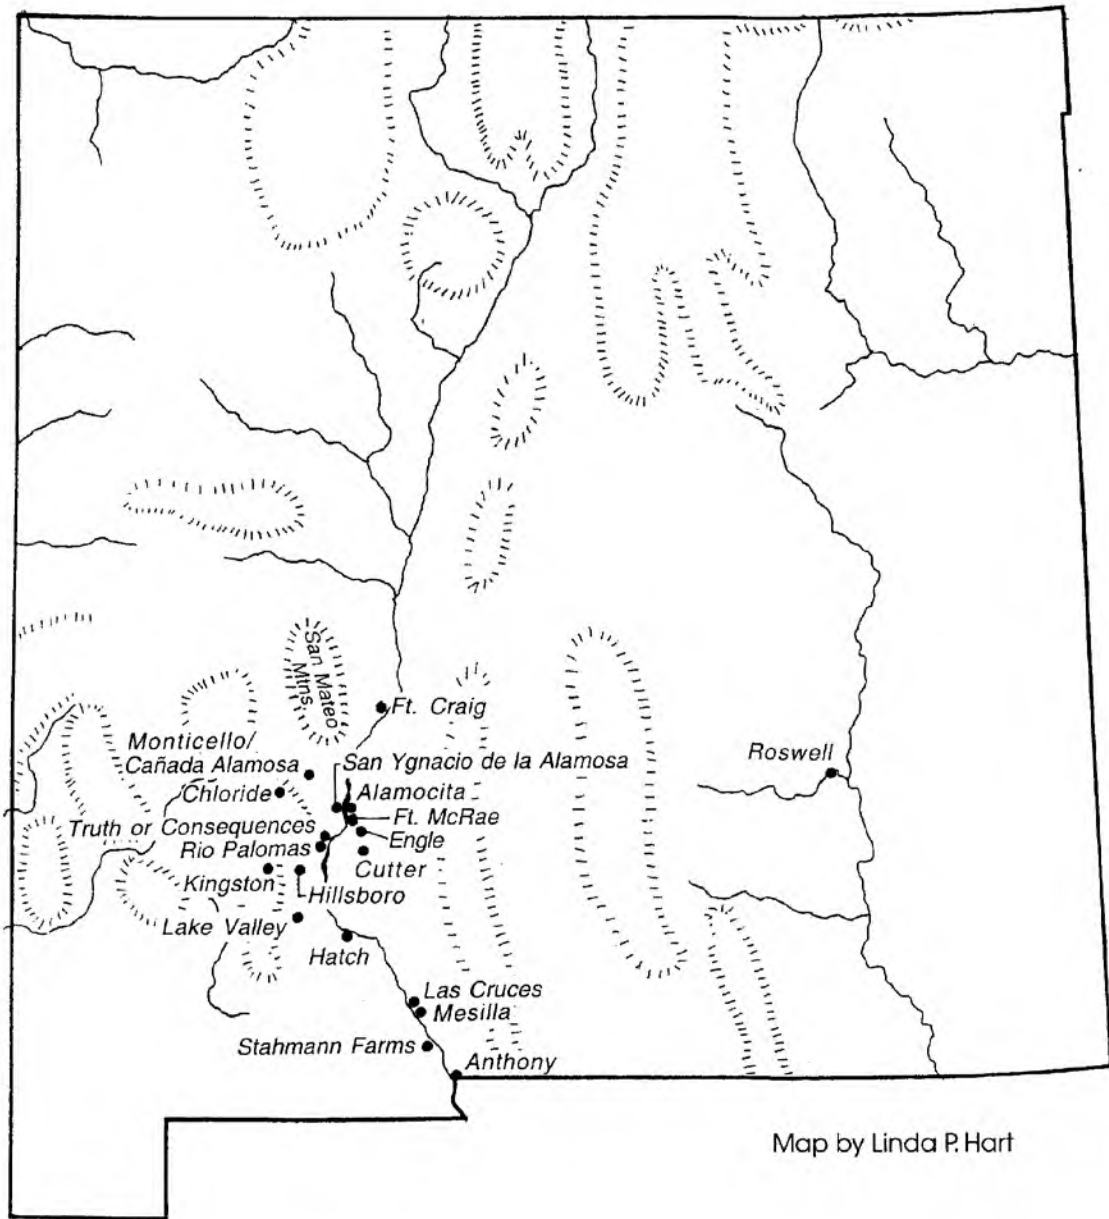 San Mateo
Mtns.
Ft. Craig
Monticello/
Cañada Alamosa
San Ygnacio de la Alamosa
Roswell
Chloride
Alamocita
Ft. McRae
Truth or Consequences
Engle
Rio Palomas
Cutter
Kingston
Hillsboro
Lake Valley
Hatch
Las Cruces
Mesilla
Stahmann Farms
Anthony
Map by Linda P. Hart